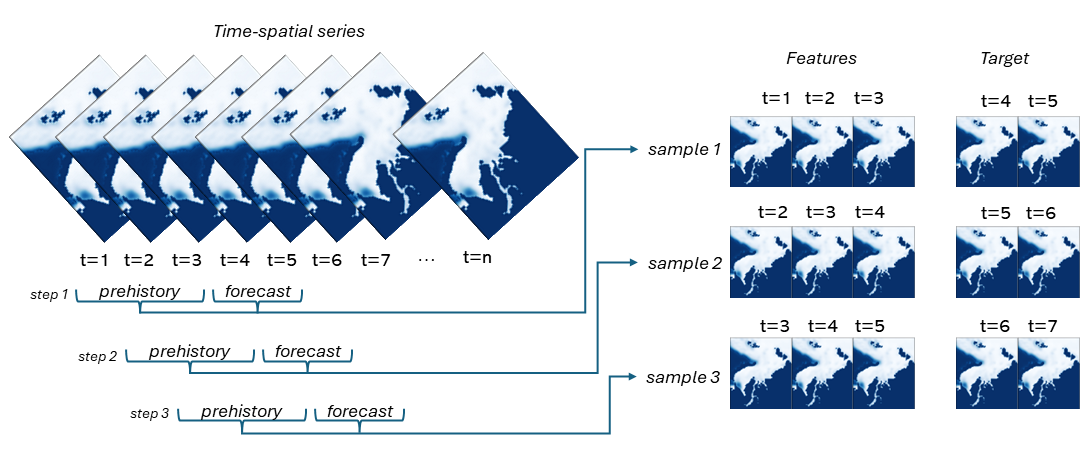 Time-spatial series
Features
Target
t=1 t=2 t=3
t=4 t=5
sample 1
t=2 t=3 t=4
t=5 t=6
sample 2
t=1 t=2 t=3 t=4 t=5 t=6 t=7 ... t=n
step 1 prehistory forecast
t=3 t=4 t=5
t=6 t=7
step 2 prehistory forecast
sample 3
step 3 prehistory forecast